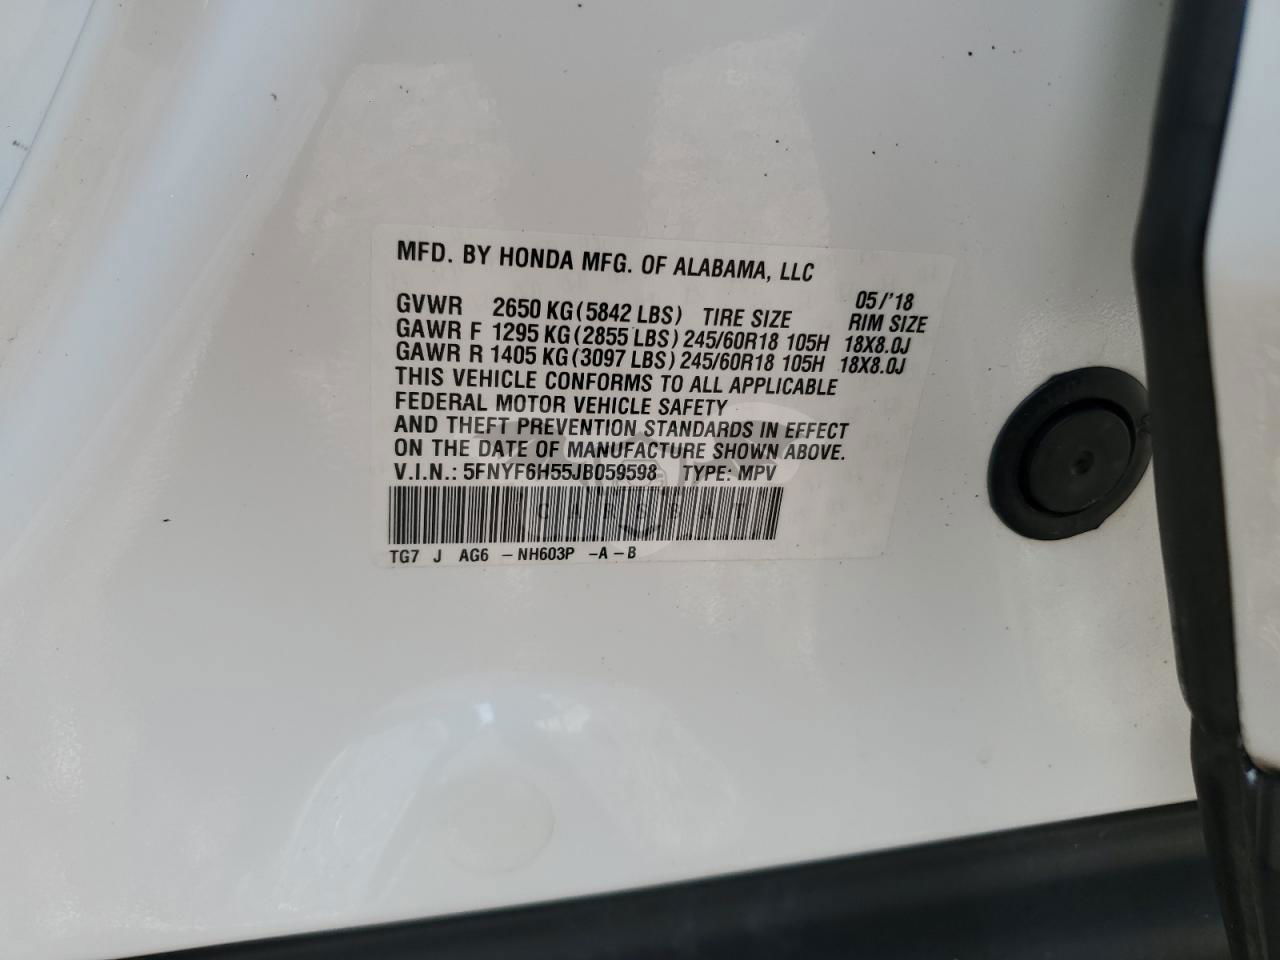 MFD. BY HONDA MFG. OF ALABAMA, LLC
05/'18
GVWR 2650 KG(5842 LBS) TIRE SIZE RIM SIZE
GAWR F 1295 KG(2855 LBS) 245/60R18 105H 18X8.0J
GAWR R 1405 KG(3097 LBS) 245/60R18 105H 18X8.0J
THIS VEHICLE CONFORMS TO ALL APPLICABLE
FEDERAL MOTOR VEHICLE SAFETY
AND THEFT PREVENTION STANDARDS IN EFFECT
ON THE DATE OF MANUFACTURE SHOWN ABOVE.
V.I.N.: 5FNYF6H55JB059598 TYPE: MPV
CARSEAT
TG7 J AG6 -NH603P -A-B